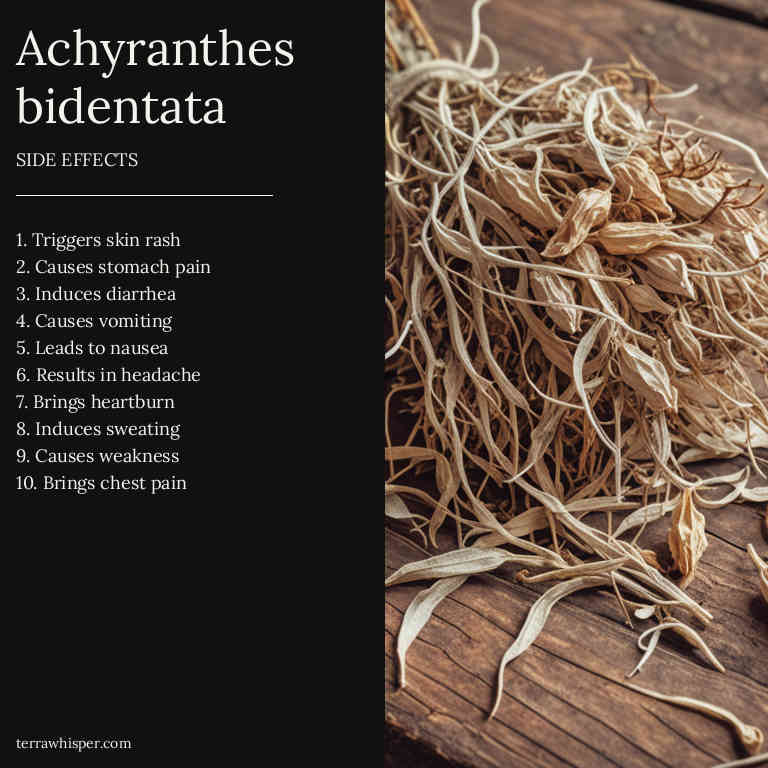 Achyranthes
bidentata
SIDE EFFECTS
1. Triggers skin rash
2. Causes stomach pain
3. Induces diarrhea
4. Causes vomiting
5. Leads to nausea
6. Results in headache
7. Brings heartburn
8. Induces sweating
9. Causes weakness
10. Brings chest pain
terrawhisper.com